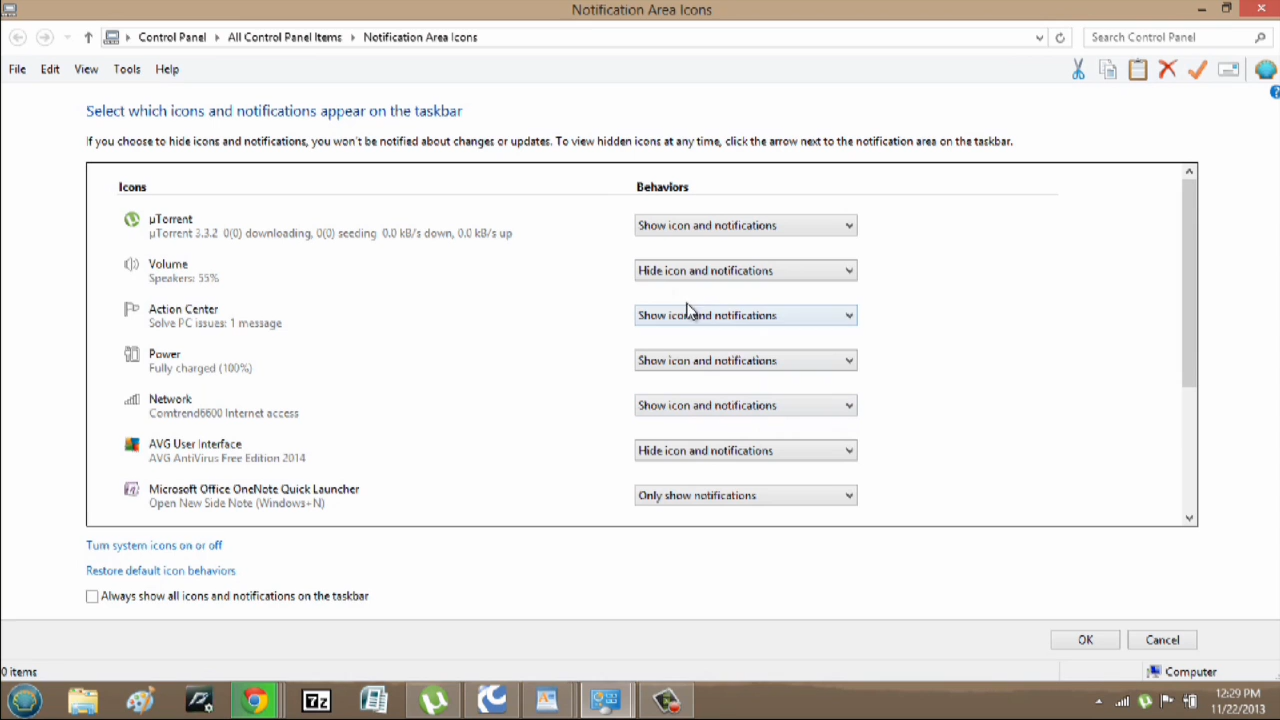 Notification Area Icons
Control Panel All Control Panel Items Notification Area Icons
Search Control Panel
File Edit View Tools Help
Select which icons and notifications appear on the taskbar
If you choose to hide icons and notifications, you won't be notified about changes or updates. To view hidden icons at any time, click the arrow next to the notification area on the taskbar.
Icons Behaviors
µTorrent
µTorrent 3.3.2 0(0) downloading, 0(0) seeding 0.0 kB/s down, 0.0 kB/s up
Show icon and notifications
Volume
Speakers: 55%
Hide icon and notifications
Action Center
Solve PC issues: 1 message
Show icon and notifications
Power
Fully charged (100%)
Show icon and notifications
Network
Comtrend6600 Internet access
Show icon and notifications
AVG User Interface
AVG AntiVirus Free Edition 2014
Hide icon and notifications
Microsoft Office OneNote Quick Launcher
Open New Side Note (Windows+N)
Only show notifications
Turn system icons on or off
Restore default icon behaviors
Always show all icons and notifications on the taskbar
OK Cancel
0 items
Computer
7z
12:29 PM
11/22/2013